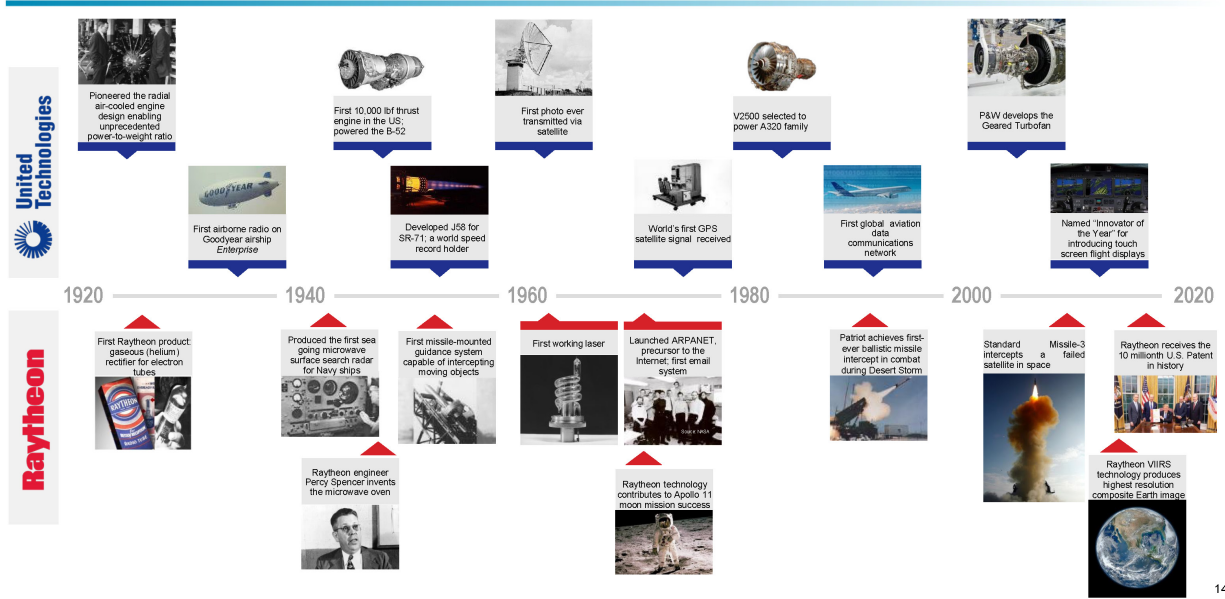 Pioneered the radial
air-cooled engine
design enabling
unprecedented
power-to-weight ratio
First 10,000 lbf thrust
engine in the US;
powered the B-52
First photo ever
transmitted via
satellite
V2500 selected to
power A320 family
P&W develops the
Geared Turbofan
United
Technologies
GOODYEAR
First airborne radio on
Goodyear airship
Enterprise
Developed J58 for
SR-71; a world speed
record holder
World's first GPS
satellite signal received
First global aviation
data
communications
network
Named “Innovator of
the Year” for
introducing touch
screen flight displays
1920
1940
1960
1980
2000
2020
Raytheon
First Raytheon product:
gaseous (helium)
rectifier for electron
tubes
RAYTHEON
Produced the first sea
going microwave
surface search radar
for Navy ships
First missile-mounted
guidance system
capable of intercepting
moving objects
First working laser
Launched ARPANET,
precursor to the
Internet; first email
system
Source: NASA
Patriot achieves first-
ever ballistic missile
intercept in combat
during Desert Storm
Standard Missile-3
intercepts a failed
satellite in space
Raytheon receives the
10 millionth U.S. Patent
in history
Raytheon engineer
Percy Spencer invents
the microwave oven
Raytheon technology
contributes to Apollo 11
moon mission success
Raytheon VIIRS
technology produces
highest resolution
composite Earth image
14